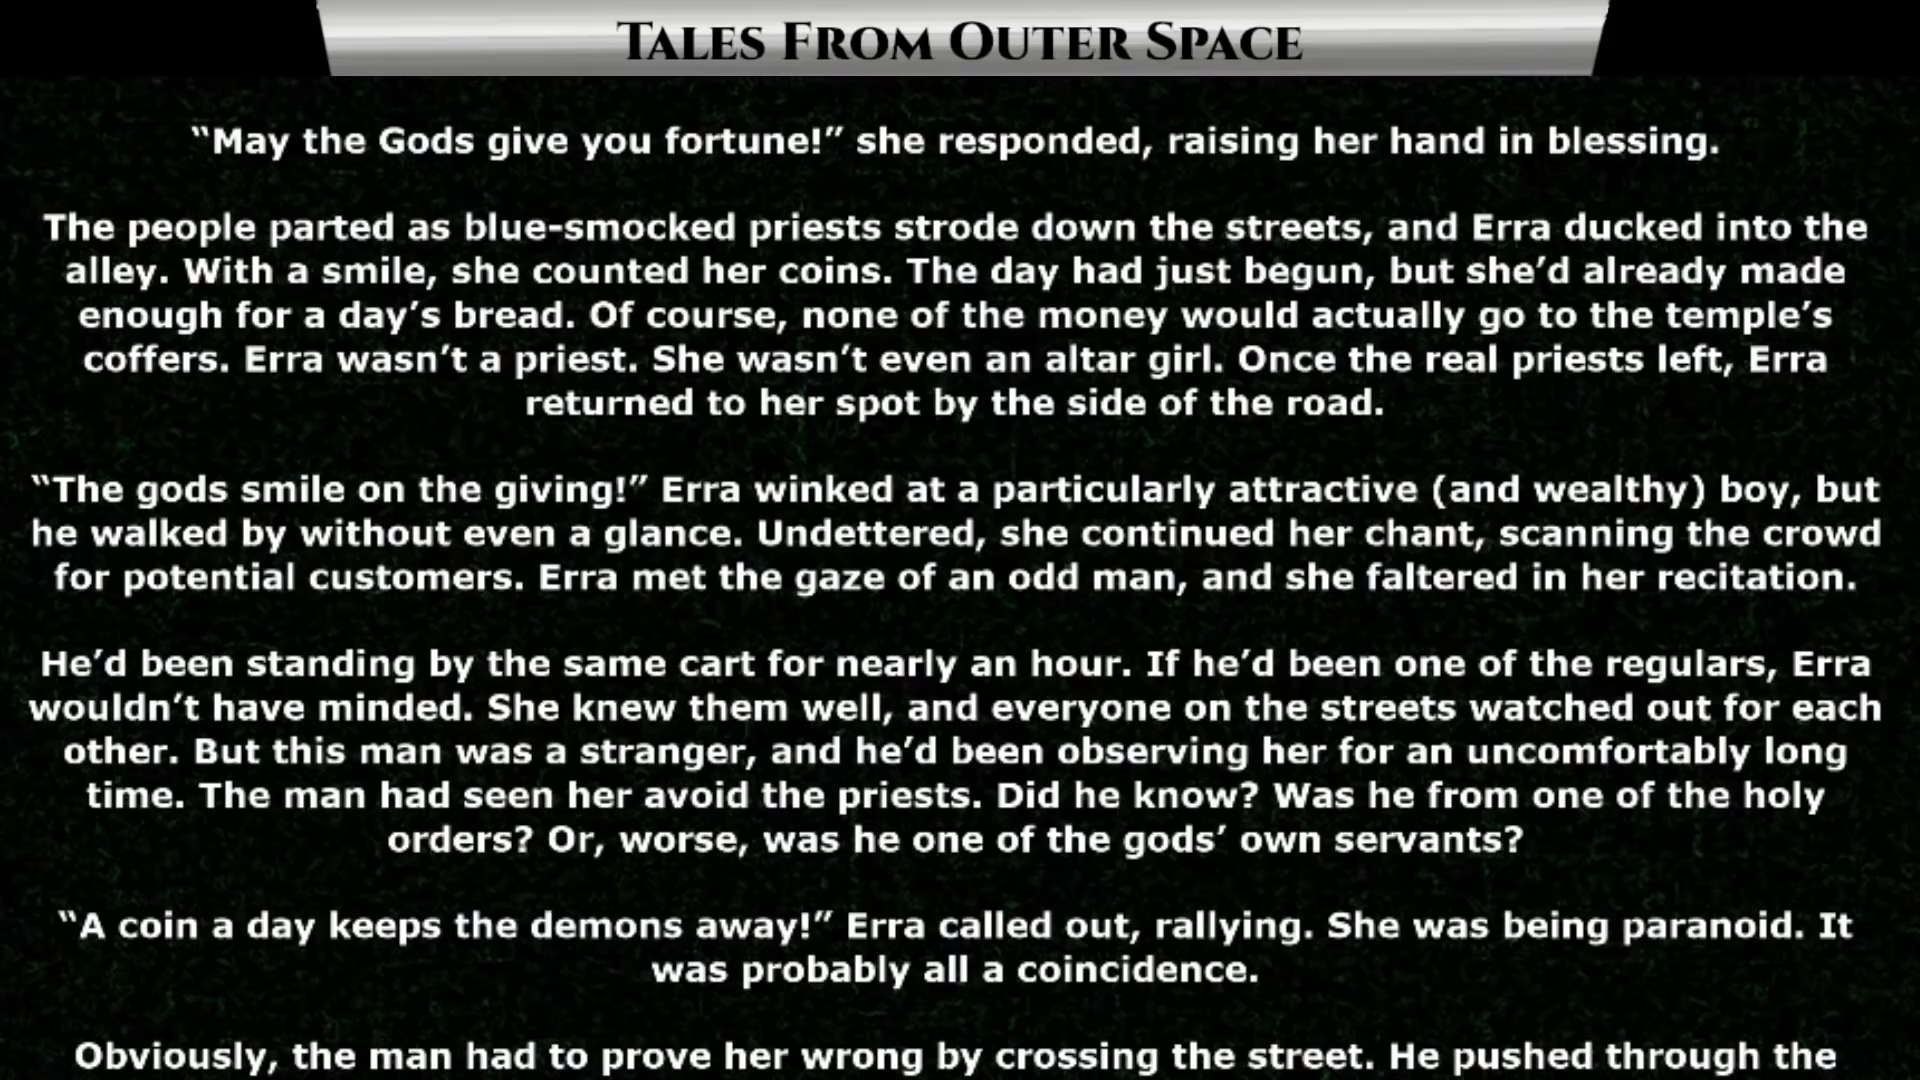 Tales From Outer Space
“May the Gods give you fortune!” she responded, raising her hand in blessing.
The people parted as blue-smocked priests strode down the streets, and Erra ducked into the
alley. With a smile, she counted her coins. The day had just begun, but she’d already made
enough for a day’s bread. Of course, none of the money would actually go to the temple’s
coffers. Erra wasn’t a priest. She wasn’t even an altar girl. Once the real priests left, Erra
returned to her spot by the side of the road.
“The gods smile on the giving!” Erra winked at a particularly attractive (and wealthy) boy, but
he walked by without even a glance. Undettered, she continued her chant, scanning the crowd
for potential customers. Erra met the gaze of an odd man, and she faltered in her recitation.
He’d been standing by the same cart for nearly an hour. If he’d been one of the regulars, Erra
wouldn’t have minded. She knew them well, and everyone on the streets watched out for each
other. But this man was a stranger, and he’d been observing her for an uncomfortably long
time. The man had seen her avoid the priests. Did he know? Was he from one of the holy
orders? Or, worse, was he one of the gods’ own servants?
“A coin a day keeps the demons away!” Erra called out, rallying. She was being paranoid. It
was probably all a coincidence.
Obviously, the man had to prove her wrong by crossing the street. He pushed through the